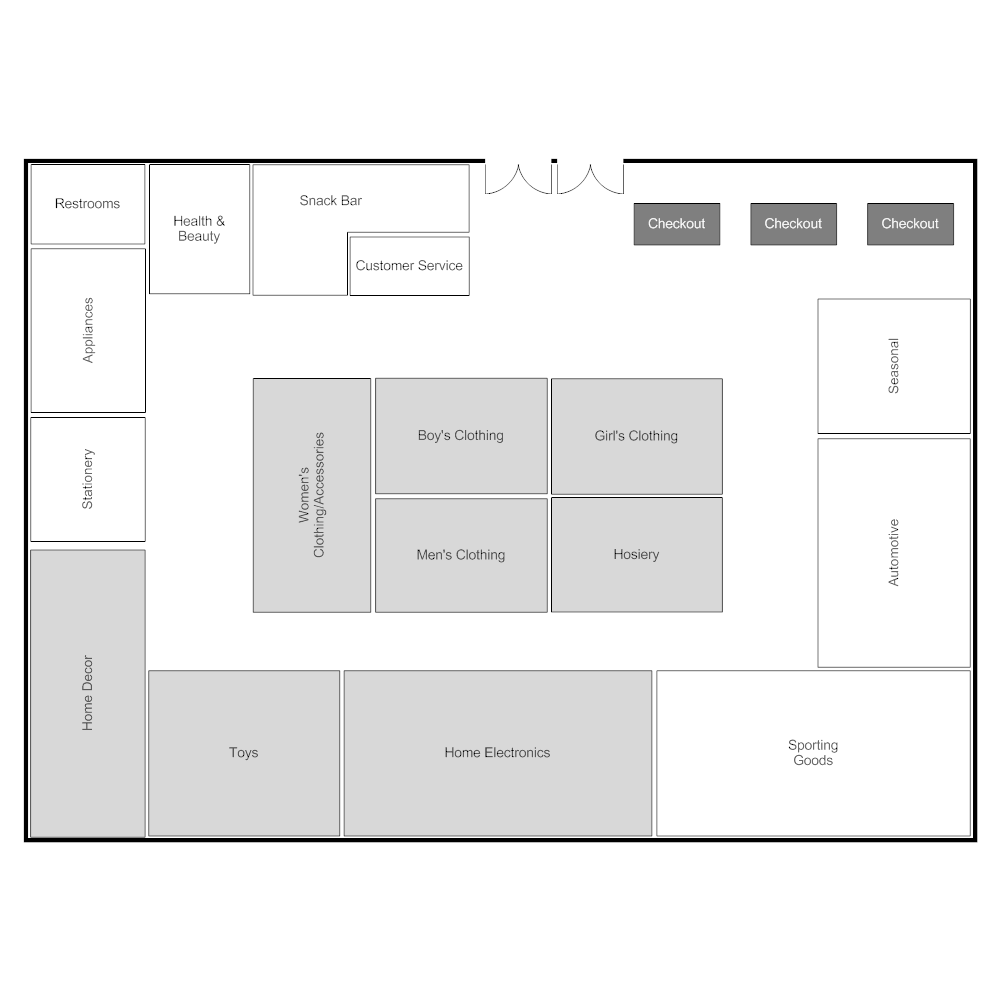 Restrooms
Health &
Beauty
Snack Bar
Customer Service
Checkout
Checkout
Checkout
Appliances
Seasonal
Stationery
Women's
Clothing/Accessories
Boy's Clothing
Girl's Clothing
Men's Clothing
Hosiery
Automotive
Home Decor
Toys
Home Electronics
Sporting
Goods